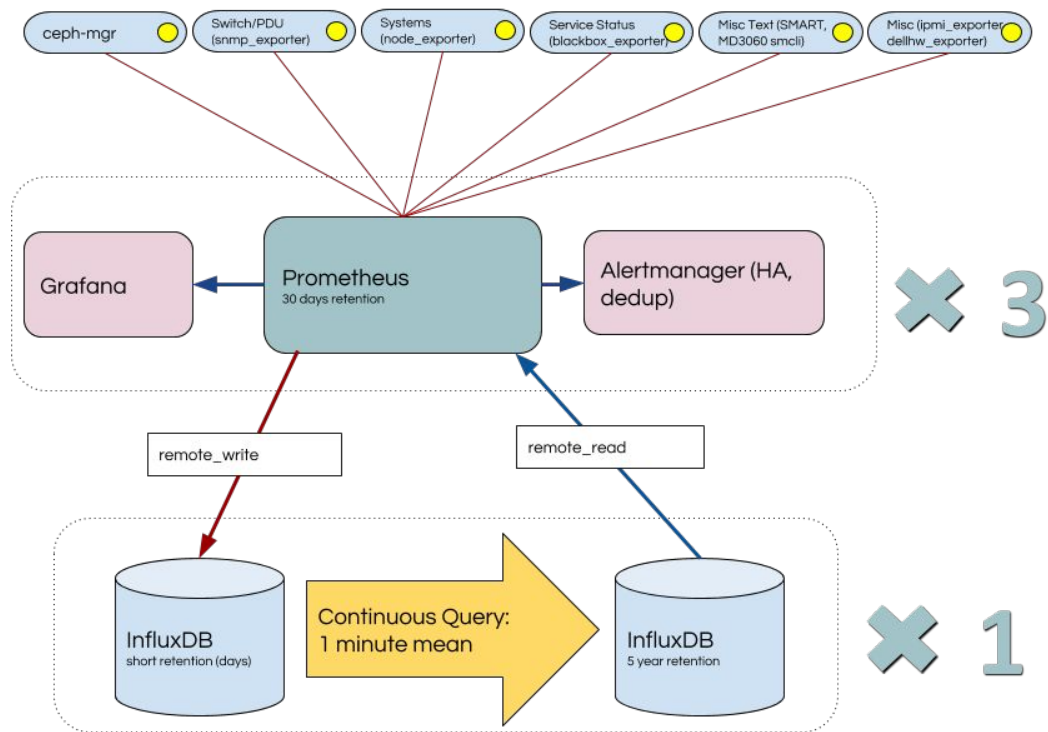 ceph-mgr
Switch/PDU
(snmp_exporter)
Systems
(node_exporter)
Service Status
(blackbox_exporter)
Misc Text (SMART,
MD3060 smcli)
Misc (ipmi_exporter,
dellhw_exporter)
Grafana
Prometheus
30 days retention
Alertmanager (HA,
dedup)
✖ 3
remote_write
remote_read
InfluxDB
short retention (days)
Continuous Query:
1 minute mean
InfluxDB
5 year retention
✖ 1